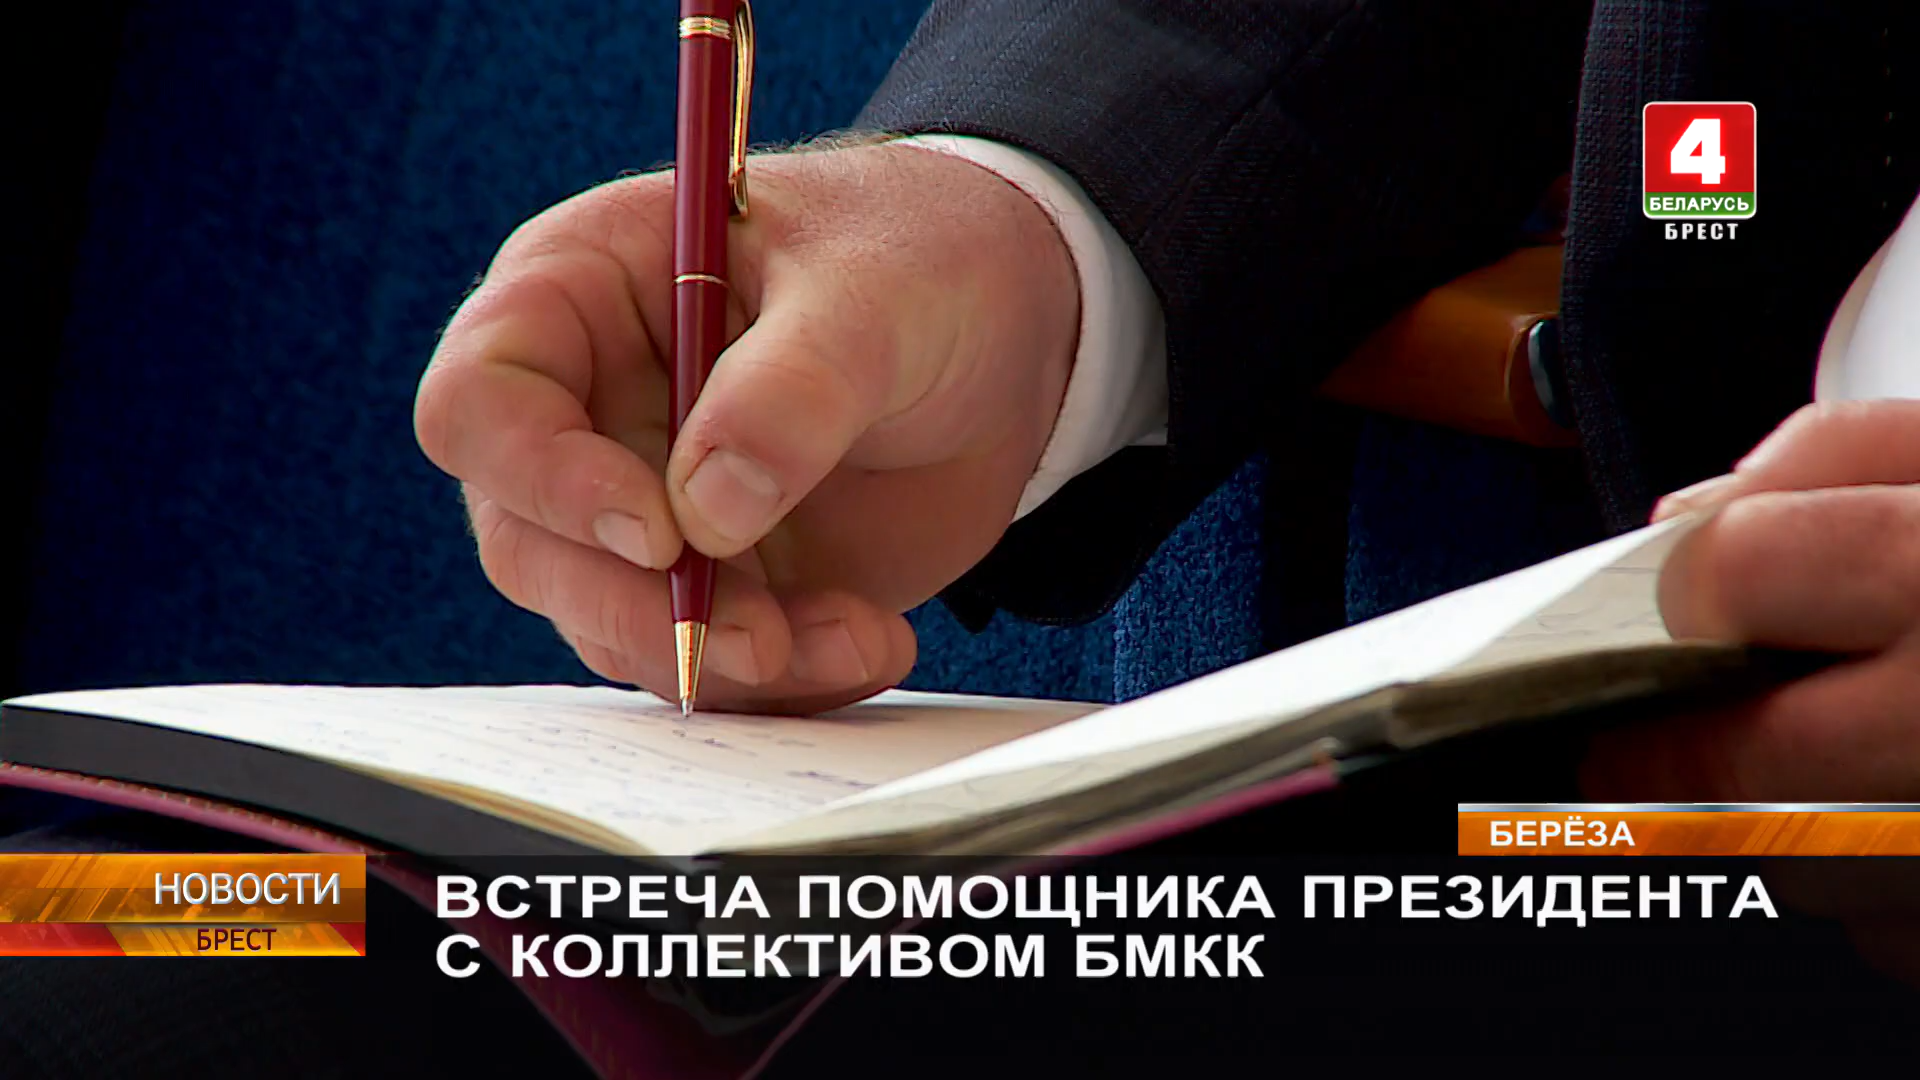 4
БЕЛАРУСЬ
БРЕСТ
БЕРЁЗА
НОВОСТИ
БРЕСТ
ВСТРЕЧА ПОМОЩНИКА ПРЕЗИДЕНТА
С КОЛЛЕКТИВОМ БМКК